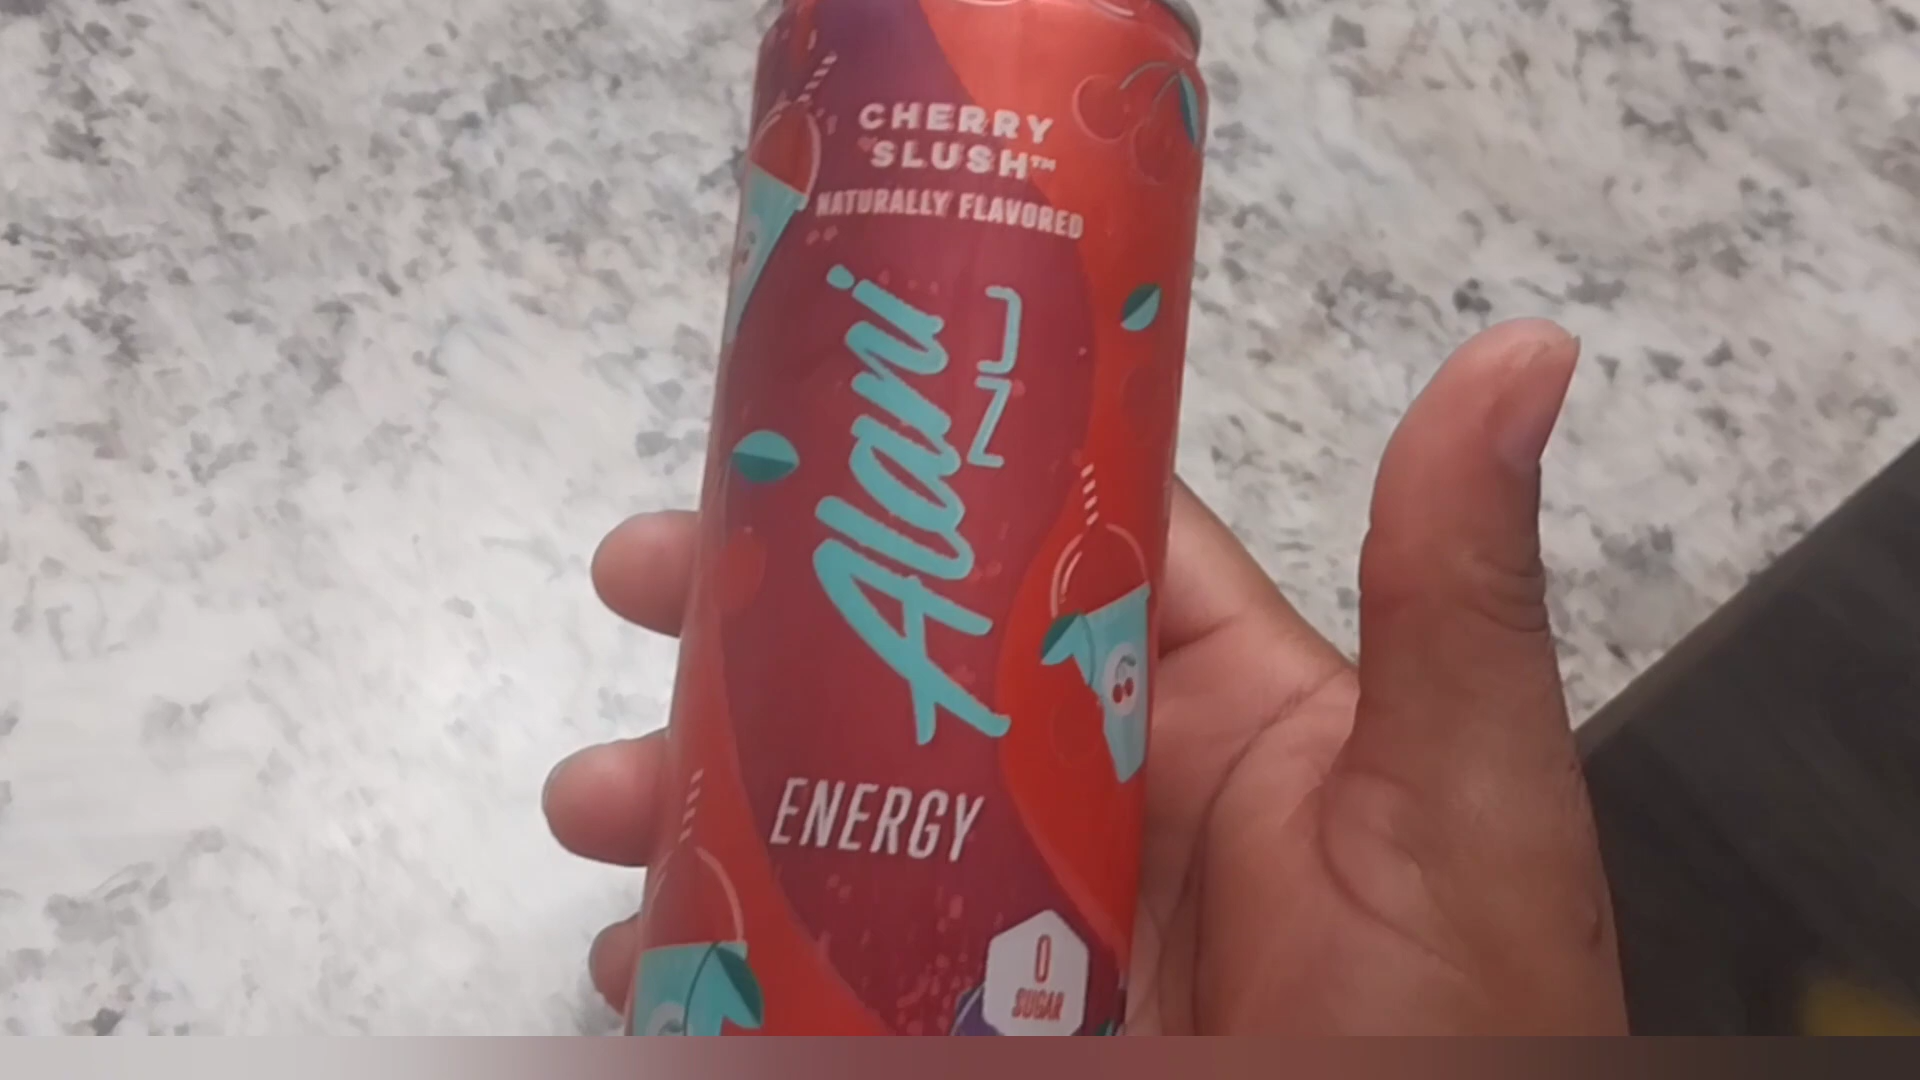 CHERRY
SLUSH™
NATURALLY FLAVORED
Alani
NU
ENERGY
0
SUGAR